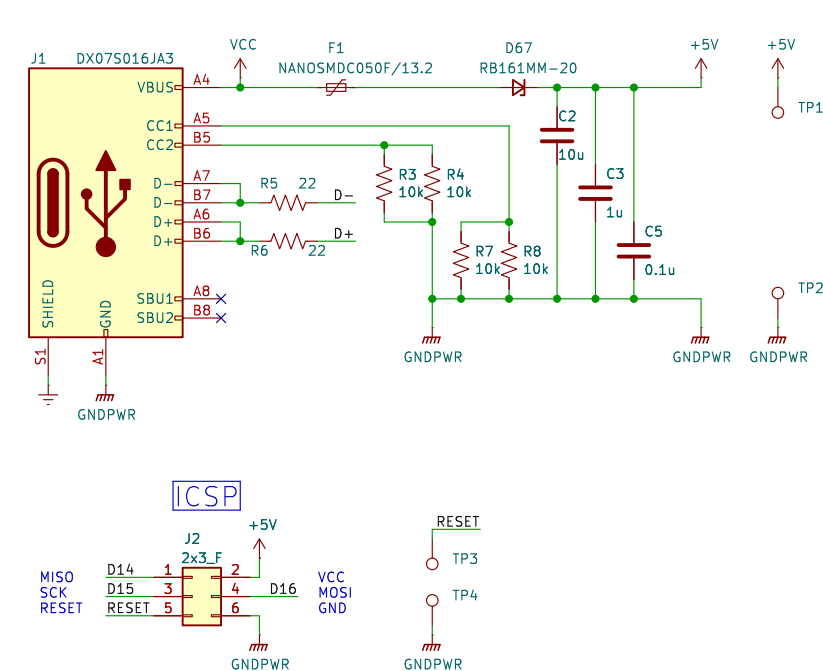 J1
DX07S016JA3
VCC
F1
NANOSMDC050F/13.2
D67
RB161MM-20
+5V
+5V
VBUS
A4
TP1
CC1
A5
CC2
B5
C2
10u
D-
A7
D-
B7
D+
A6
D+
B6
R5
22
D-
R6
22
D+
R3
10k
R4
10k
C3
1u
R7
10k
R8
10k
C5
0.1u
SBU1
A8
SBU2
B8
TP2
SHIELD
GND
S1
A1
GNDPWR
GNDPWR
GNDPWR
GNDPWR
ICSP
J2
2x3_F
+5V
RESET
MISO
SCK
RESET
D14
D15
RESET
1
3
5
2
4
6
D16
VCC
MOSI
GND
TP3
TP4
GNDPWR
GNDPWR